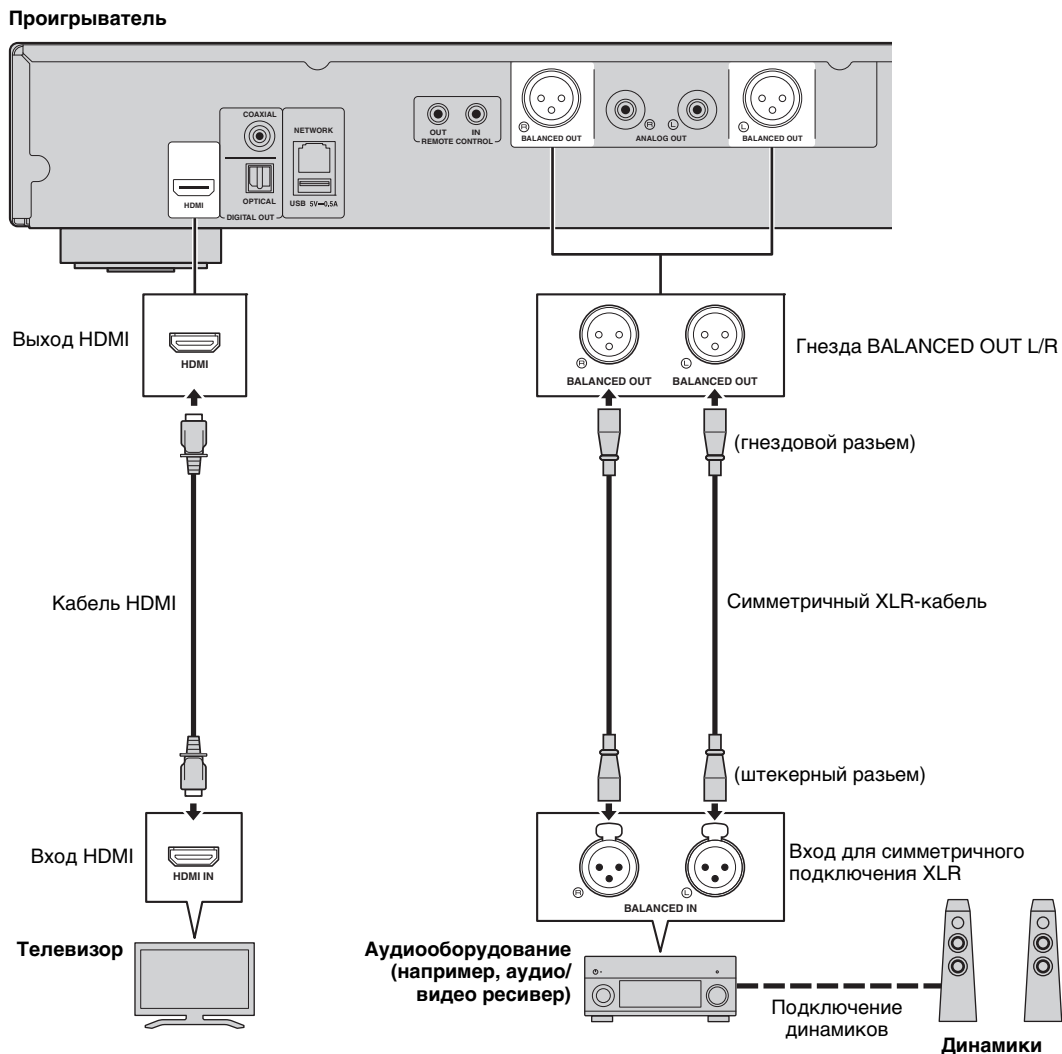 Проигрыватель
COAXIAL
NETWORK
HDMI
OPTICAL
DIGITAL OUT
USB 5V⎓0.5A
OUT IN
REMOTE CONTROL
R
BALANCED OUT
R L
ANALOG OUT
L
BALANCED OUT
Выход HDMI
HDMI
R L
BALANCED OUT BALANCED OUT
Гнезда BALANCED OUT L/R
(гнездовой разьем)
Кабель HDMI
Симметричный XLR-кабель
(штекерный разьем)
Вход HDMI
HDMI IN
R L
BALANCED IN
Вход для симметричного
подключения XLR
Телевизор
Аудиооборудование
(например, аудио/
видео ресивер)
Подключение
динамиков
Динамики